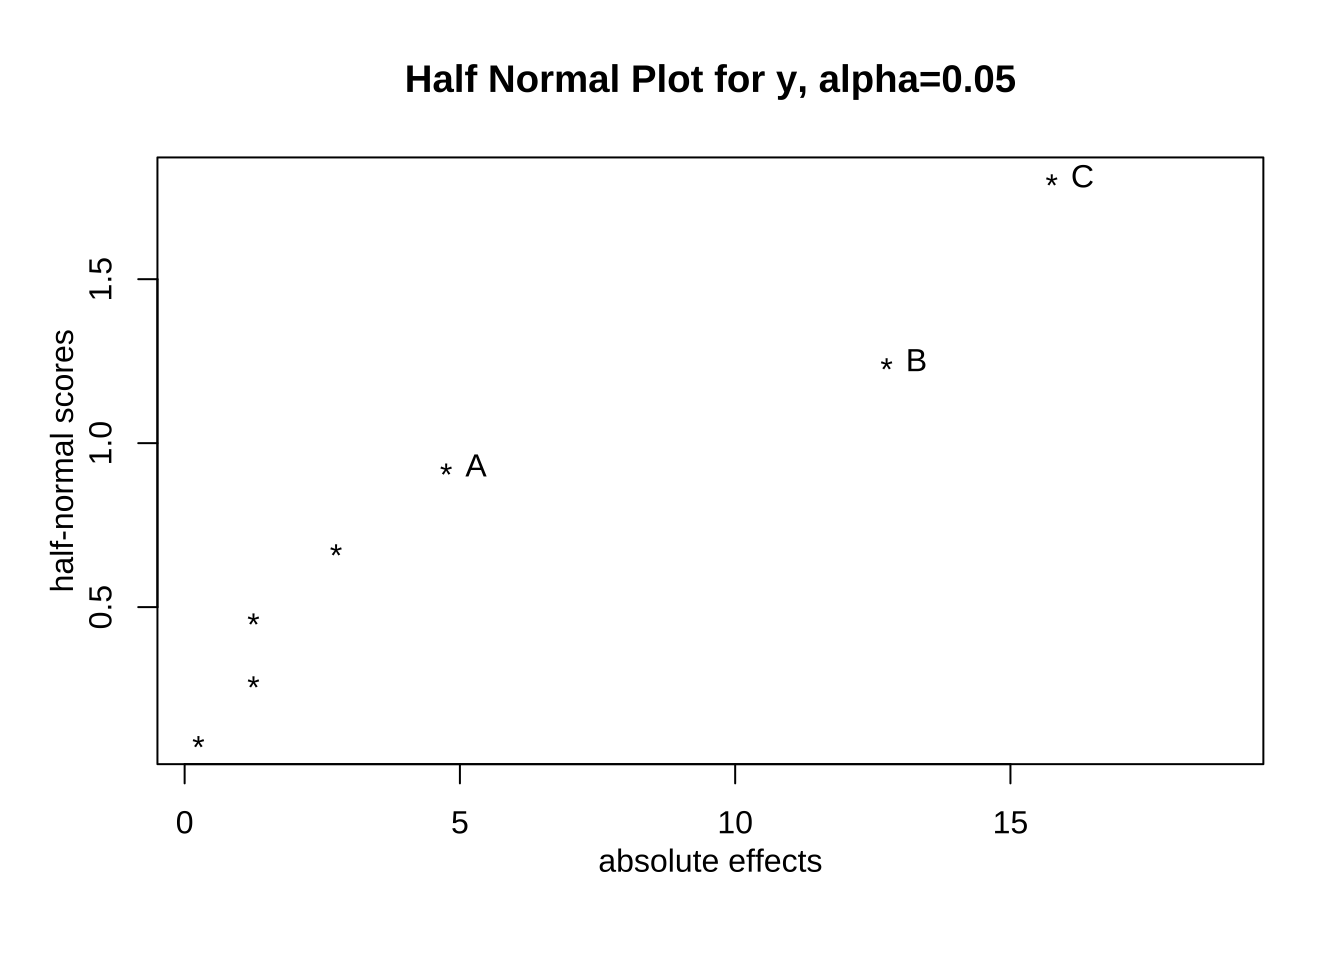 Half Normal Plot for y, alpha=0.05
* C
1.5
* B
half-normal scores
1.0
* A
*
0.5
*
*
*
0 5 10 15
absolute effects